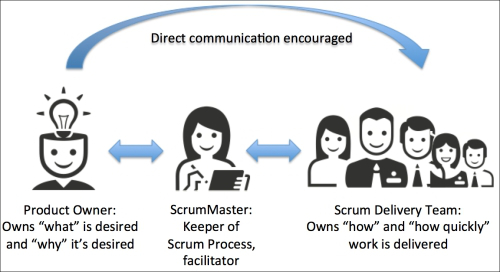 Direct communication encouraged
Product Owner:
Owns “what” is desired
and “why” it’s desired
ScrumMaster:
Keeper of
Scrum Process,
facilitator
Scrum Delivery Team:
Owns “how” and “how quickly”
work is delivered